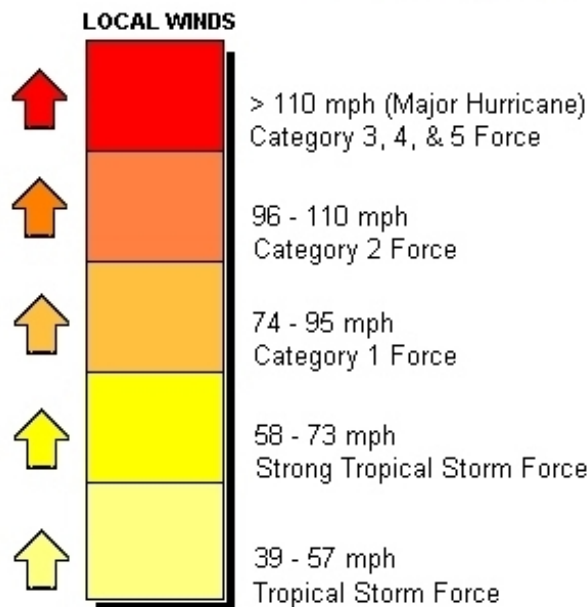 LOCAL WINDS
> 110 mph (Major Hurricane)
Category 3, 4, & 5 Force
96 - 110 mph
Category 2 Force
74 - 95 mph
Category 1 Force
58 - 73 mph
Strong Tropical Storm Force
39 - 57 mph
Tropical Storm Force